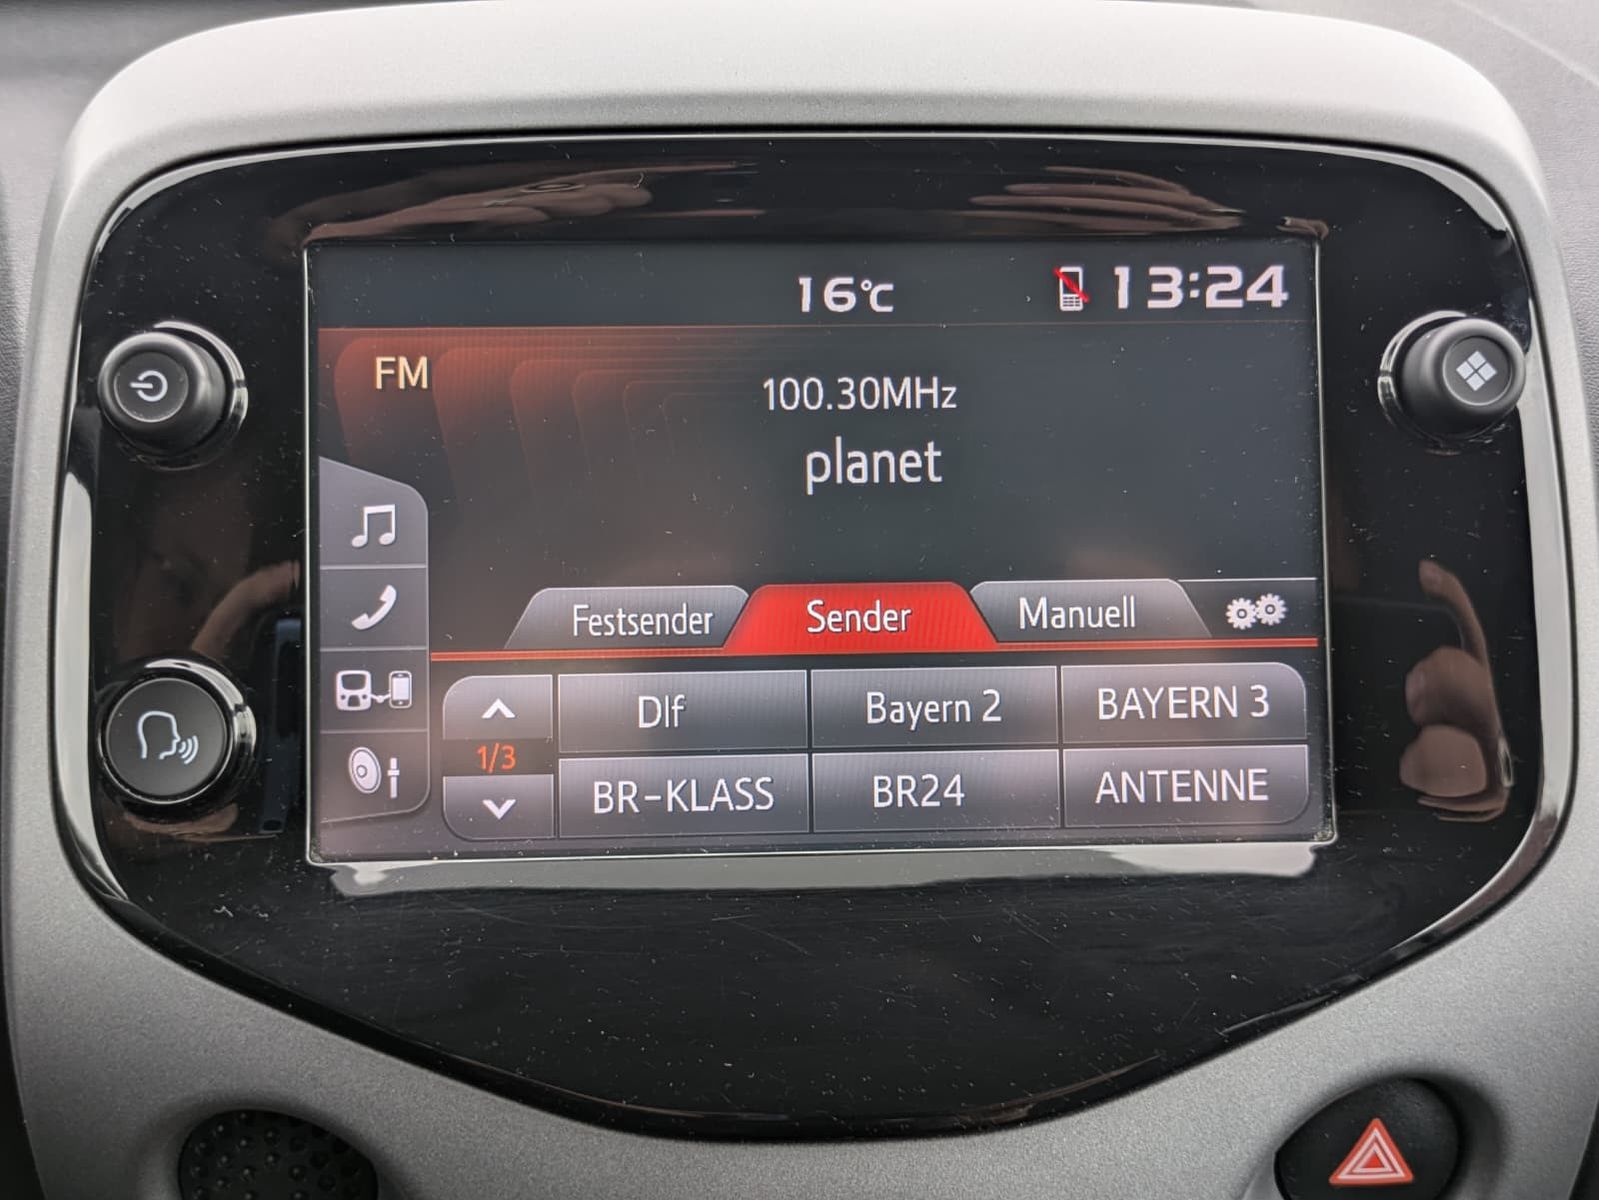 16°C 13:24
FM
100.30MHz
planet
Festsender Sender Manuell
Dlf Bayern 2 BAYERN 3
1/3
BR-KLASS BR24 ANTENNE